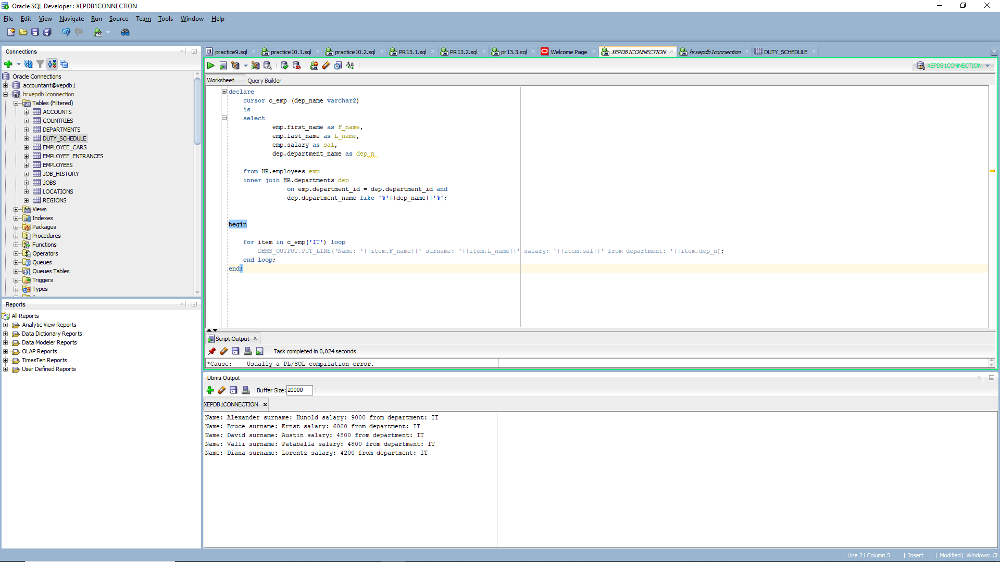 Oracle SQL Developer : XEPDB1CONNECTION
File Edit View Navigate Run Source Team Tools Window Help
Connections
Oracle Connections
accountant@xepdb1
hrxepdb1connection
Tables (Filtered)
ACCOUNTS
COUNTRIES
DEPARTMENTS
DUTY_SCHEDULE
EMPLOYEE_CARS
EMPLOYEE_ENTRANCES
EMPLOYEES
JOB_HISTORY
JOBS
LOCATIONS
REGIONS
Views
Indexes
Packages
Procedures
Functions
Operators
Queues
Queues Tables
Triggers
Types
Reports
All Reports
Analytic View Reports
Data Dictionary Reports
Data Modeler Reports
OLAP Reports
TimesTen Reports
User Defined Reports
practice9.sql practice10.1.sql practice10.2.sql PR13.1.sql PR13.2.sql pr13.3.sql Welcome Page XEPDB1CONNECTION hrxepdb1connection DUTY_SCHEDULE
XEPDB1CONNECTION
Worksheet Query Builder
declare
cursor c_emp (dep_name varchar2)
is
select
emp.first_name as F_name,
emp.last_name as L_name,
emp.salary as sal,
dep.department_name as dep_n
from HR.employees emp
inner join HR.departments dep
on emp.department_id = dep.department_id and
dep.department_name like '%'||dep_name||'%';
begin
for item in c_emp('IT') loop
DBMS_OUTPUT.PUT_LINE('Name: '||item.F_name||' surname: '||item.L_name||' salary: '||item.sal||' from department: '||item.dep_n);
end loop;
end;
Script Output
Task completed in 0,024 seconds
*Cause: Usually a PL/SQL compilation error.
Dbms Output
Buffer Size: 20000
XEPDB1CONNECTION
Name: Alexander surname: Hunold salary: 9000 from department: IT
Name: Bruce surname: Ernst salary: 6000 from department: IT
Name: David surname: Austin salary: 4800 from department: IT
Name: Valli surname: Pataballa salary: 4800 from department: IT
Name: Diana surname: Lorentz salary: 4200 from department: IT
Line 21 Column 5 Insert Modified Windows: